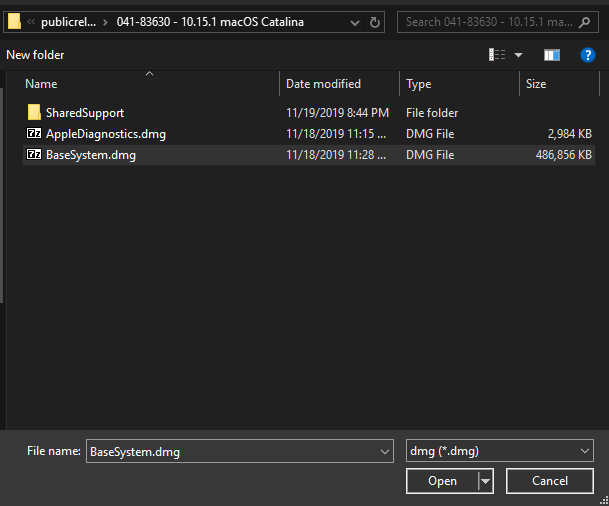 publicrel... > 041-83630 - 10.15.1 macOS Catalina Search 041-83630 - 10.15.1 ma...
New folder
Name Date modified Type Size
SharedSupport 11/19/2019 8:44 PM File folder
AppleDiagnostics.dmg 11/18/2019 11:15 ... DMG File 2,984 KB
BaseSystem.dmg 11/18/2019 11:28 ... DMG File 486,856 KB
File name: BaseSystem.dmg dmg (*.dmg)
Open Cancel